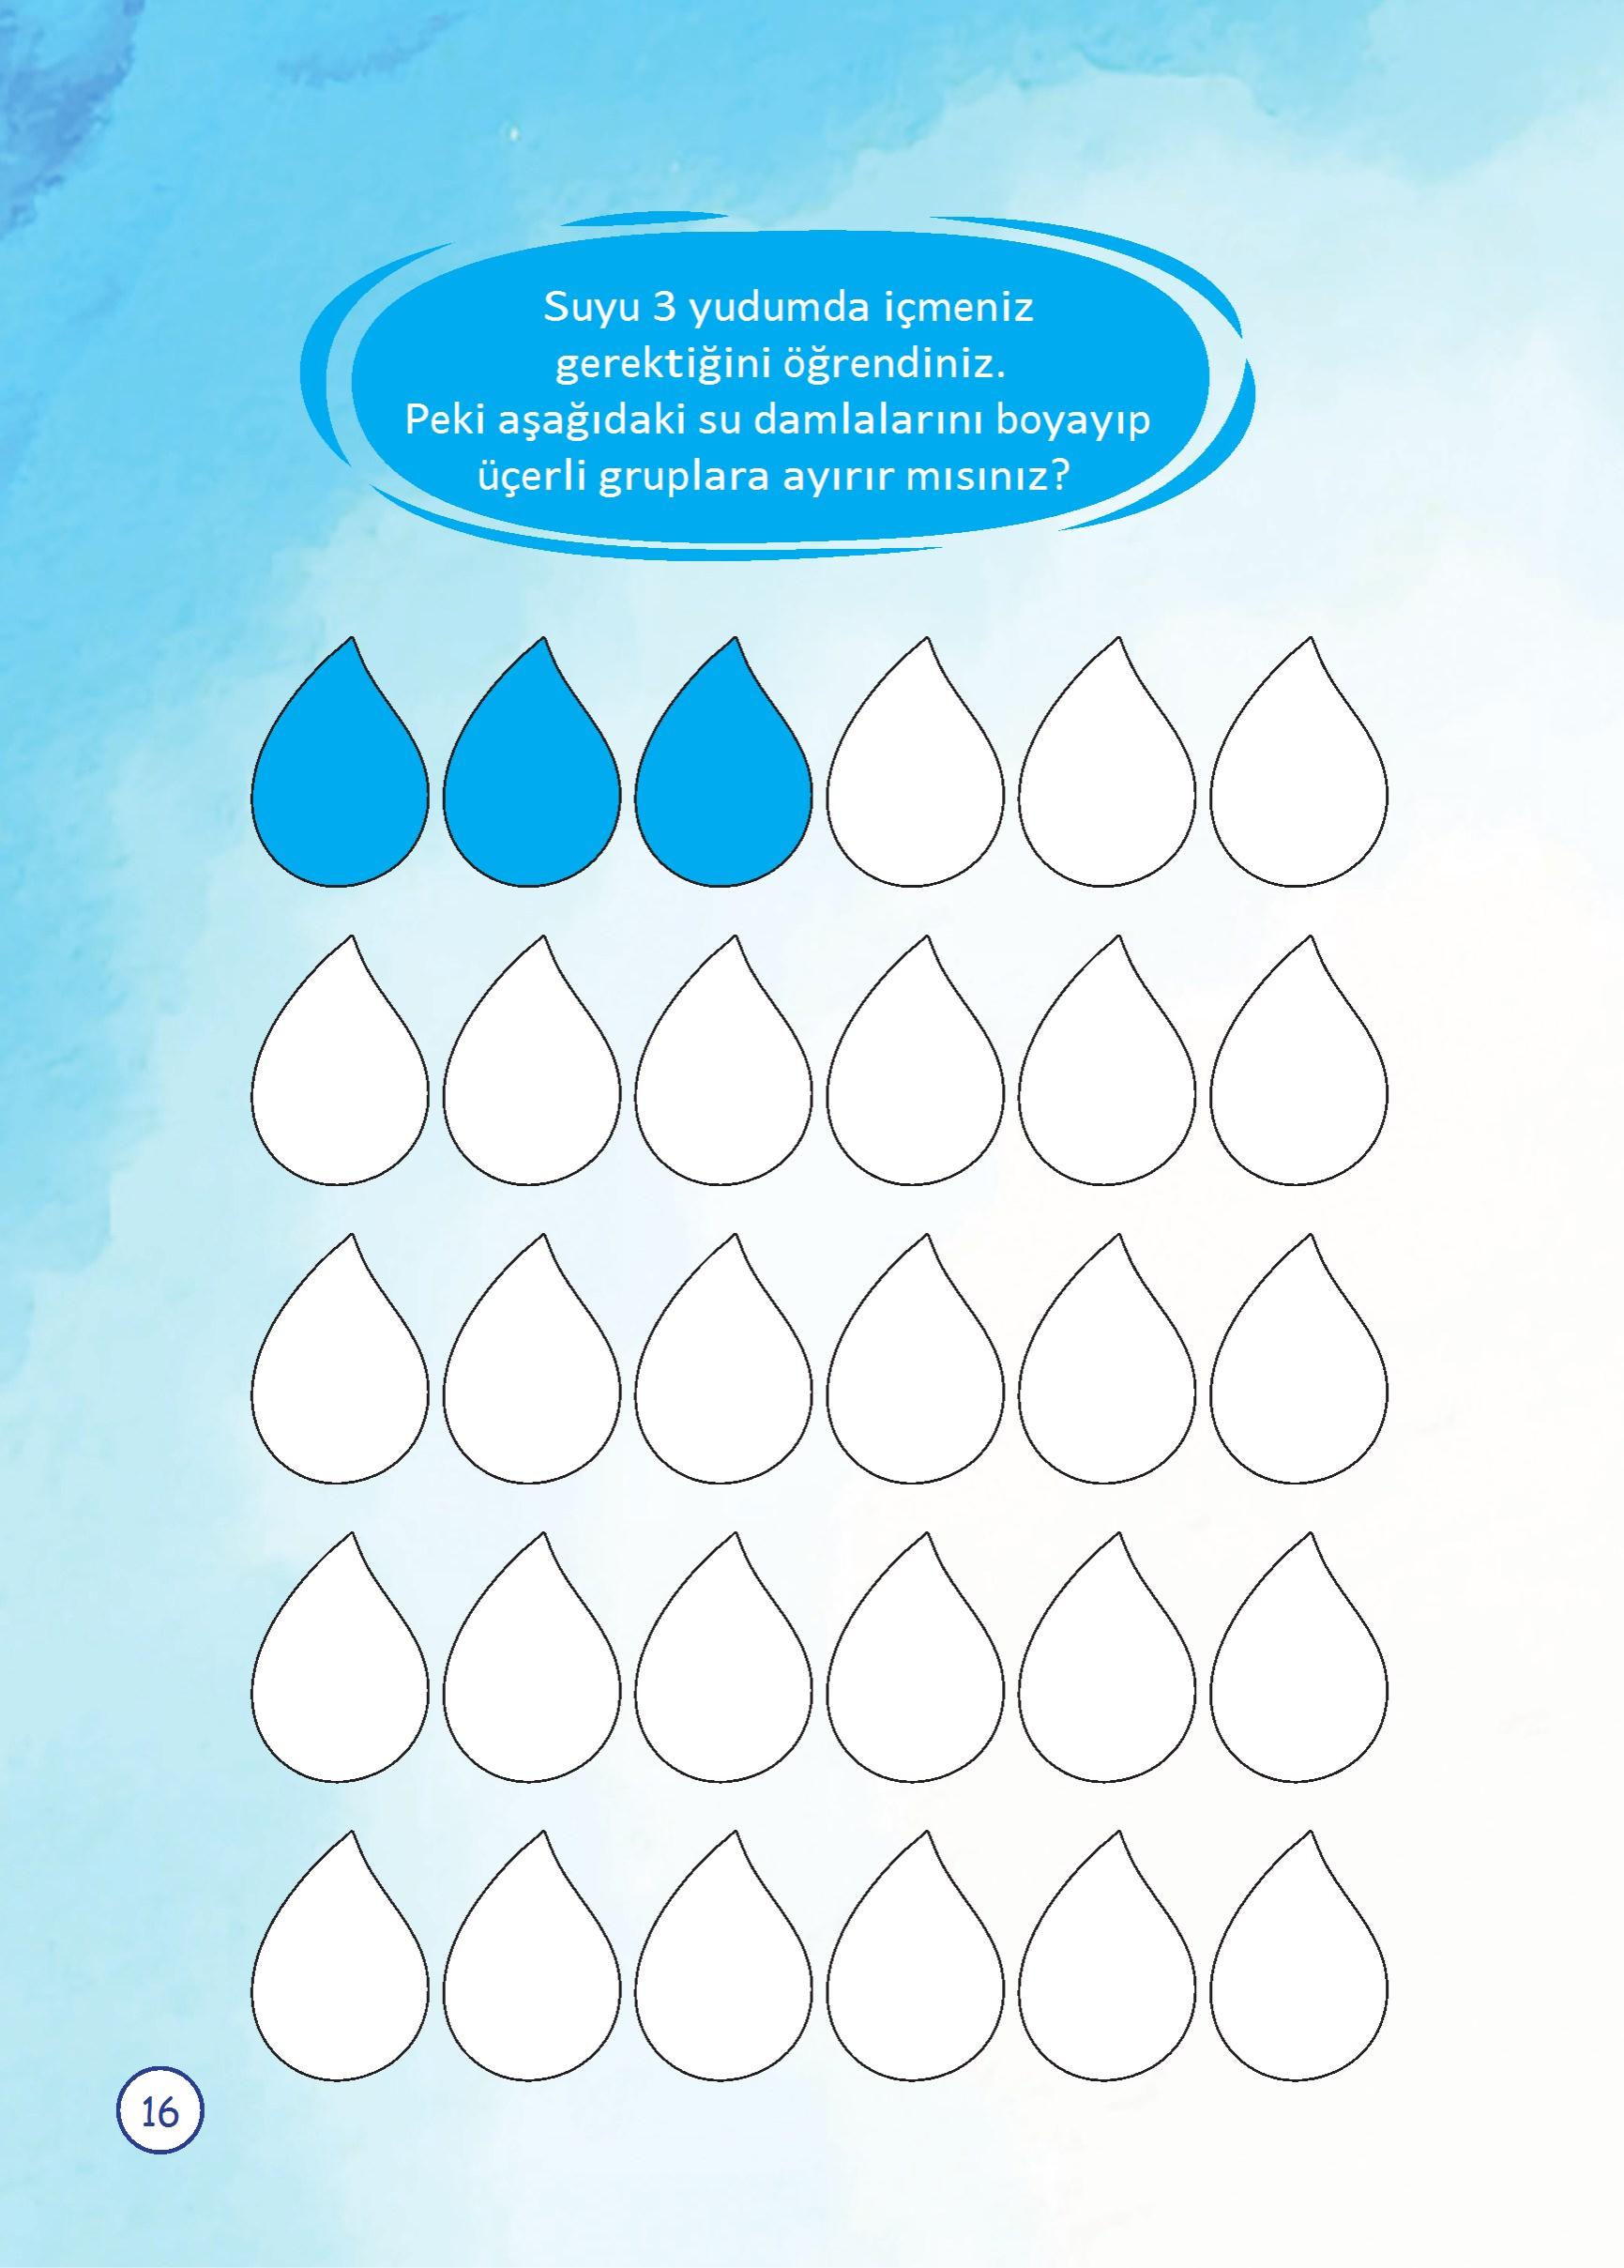 Suyu 3 yudumda içmeniz
gerektiğini öğrendiniz.
Peki aşağıdaki su damlalarını boyayıp
üçerli gruplara ayırır mısınız?
16